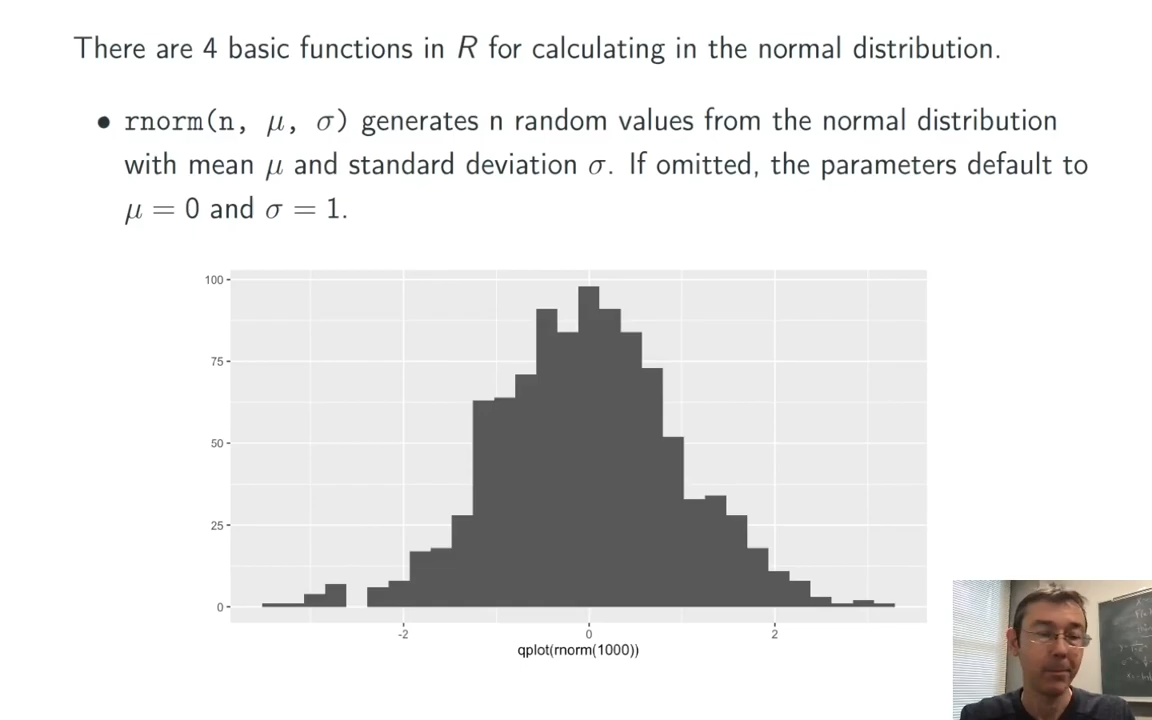 There are 4 basic functions in R for calculating in the normal distribution.
• rnorm(n, μ, σ) generates n random values from the normal distribution
with mean μ and standard deviation σ. If omitted, the parameters default to
μ = 0 and σ = 1.
100
75
50
25
0
-2 0 2
qplot(rnorm(1000))